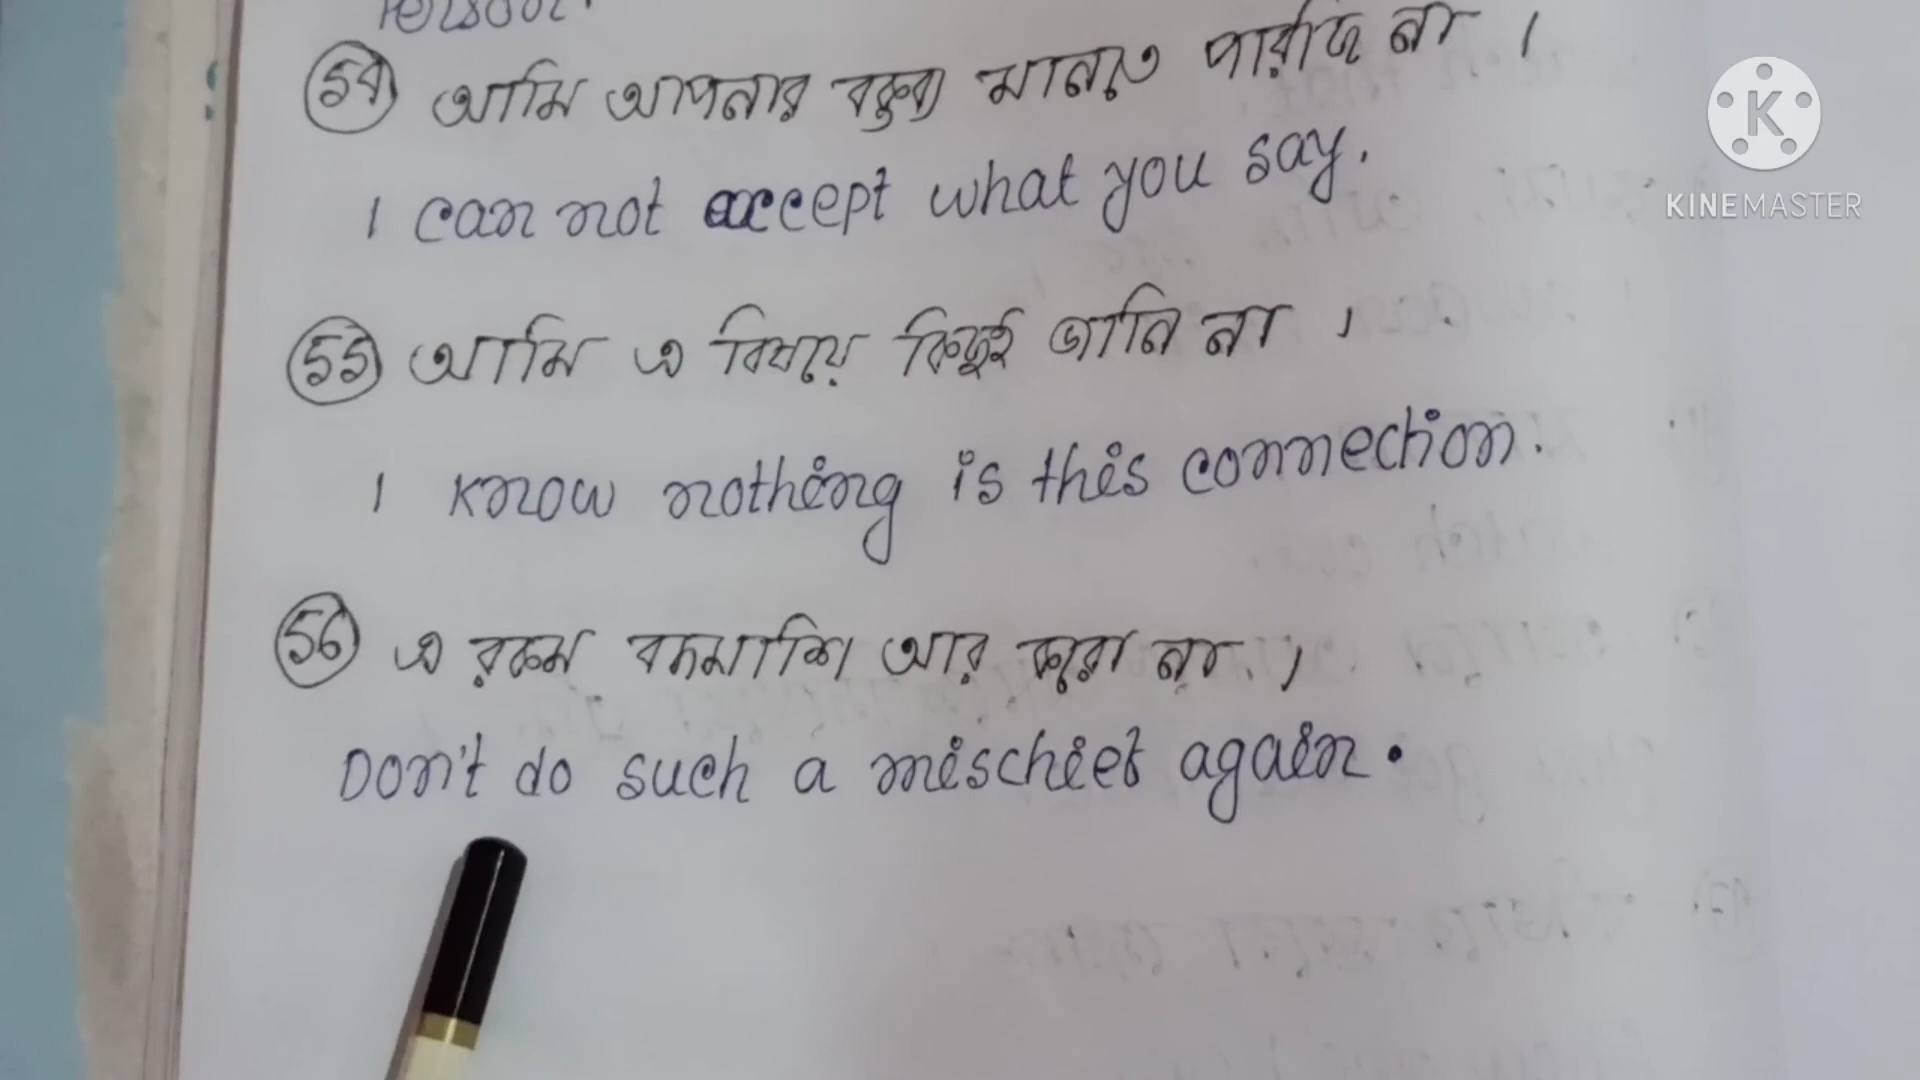 Person.
54 আমি আপনার বক্তব্য মানতে পারছি না ।
I can not accept what you say.
55 আমি এ বিষয়ে কিছুই জানি না ।
I know nothing is this connection.
56 এ রকম বদমাশি আর করো না ।
Don't do such a mischief again.
K
KINEMASTER